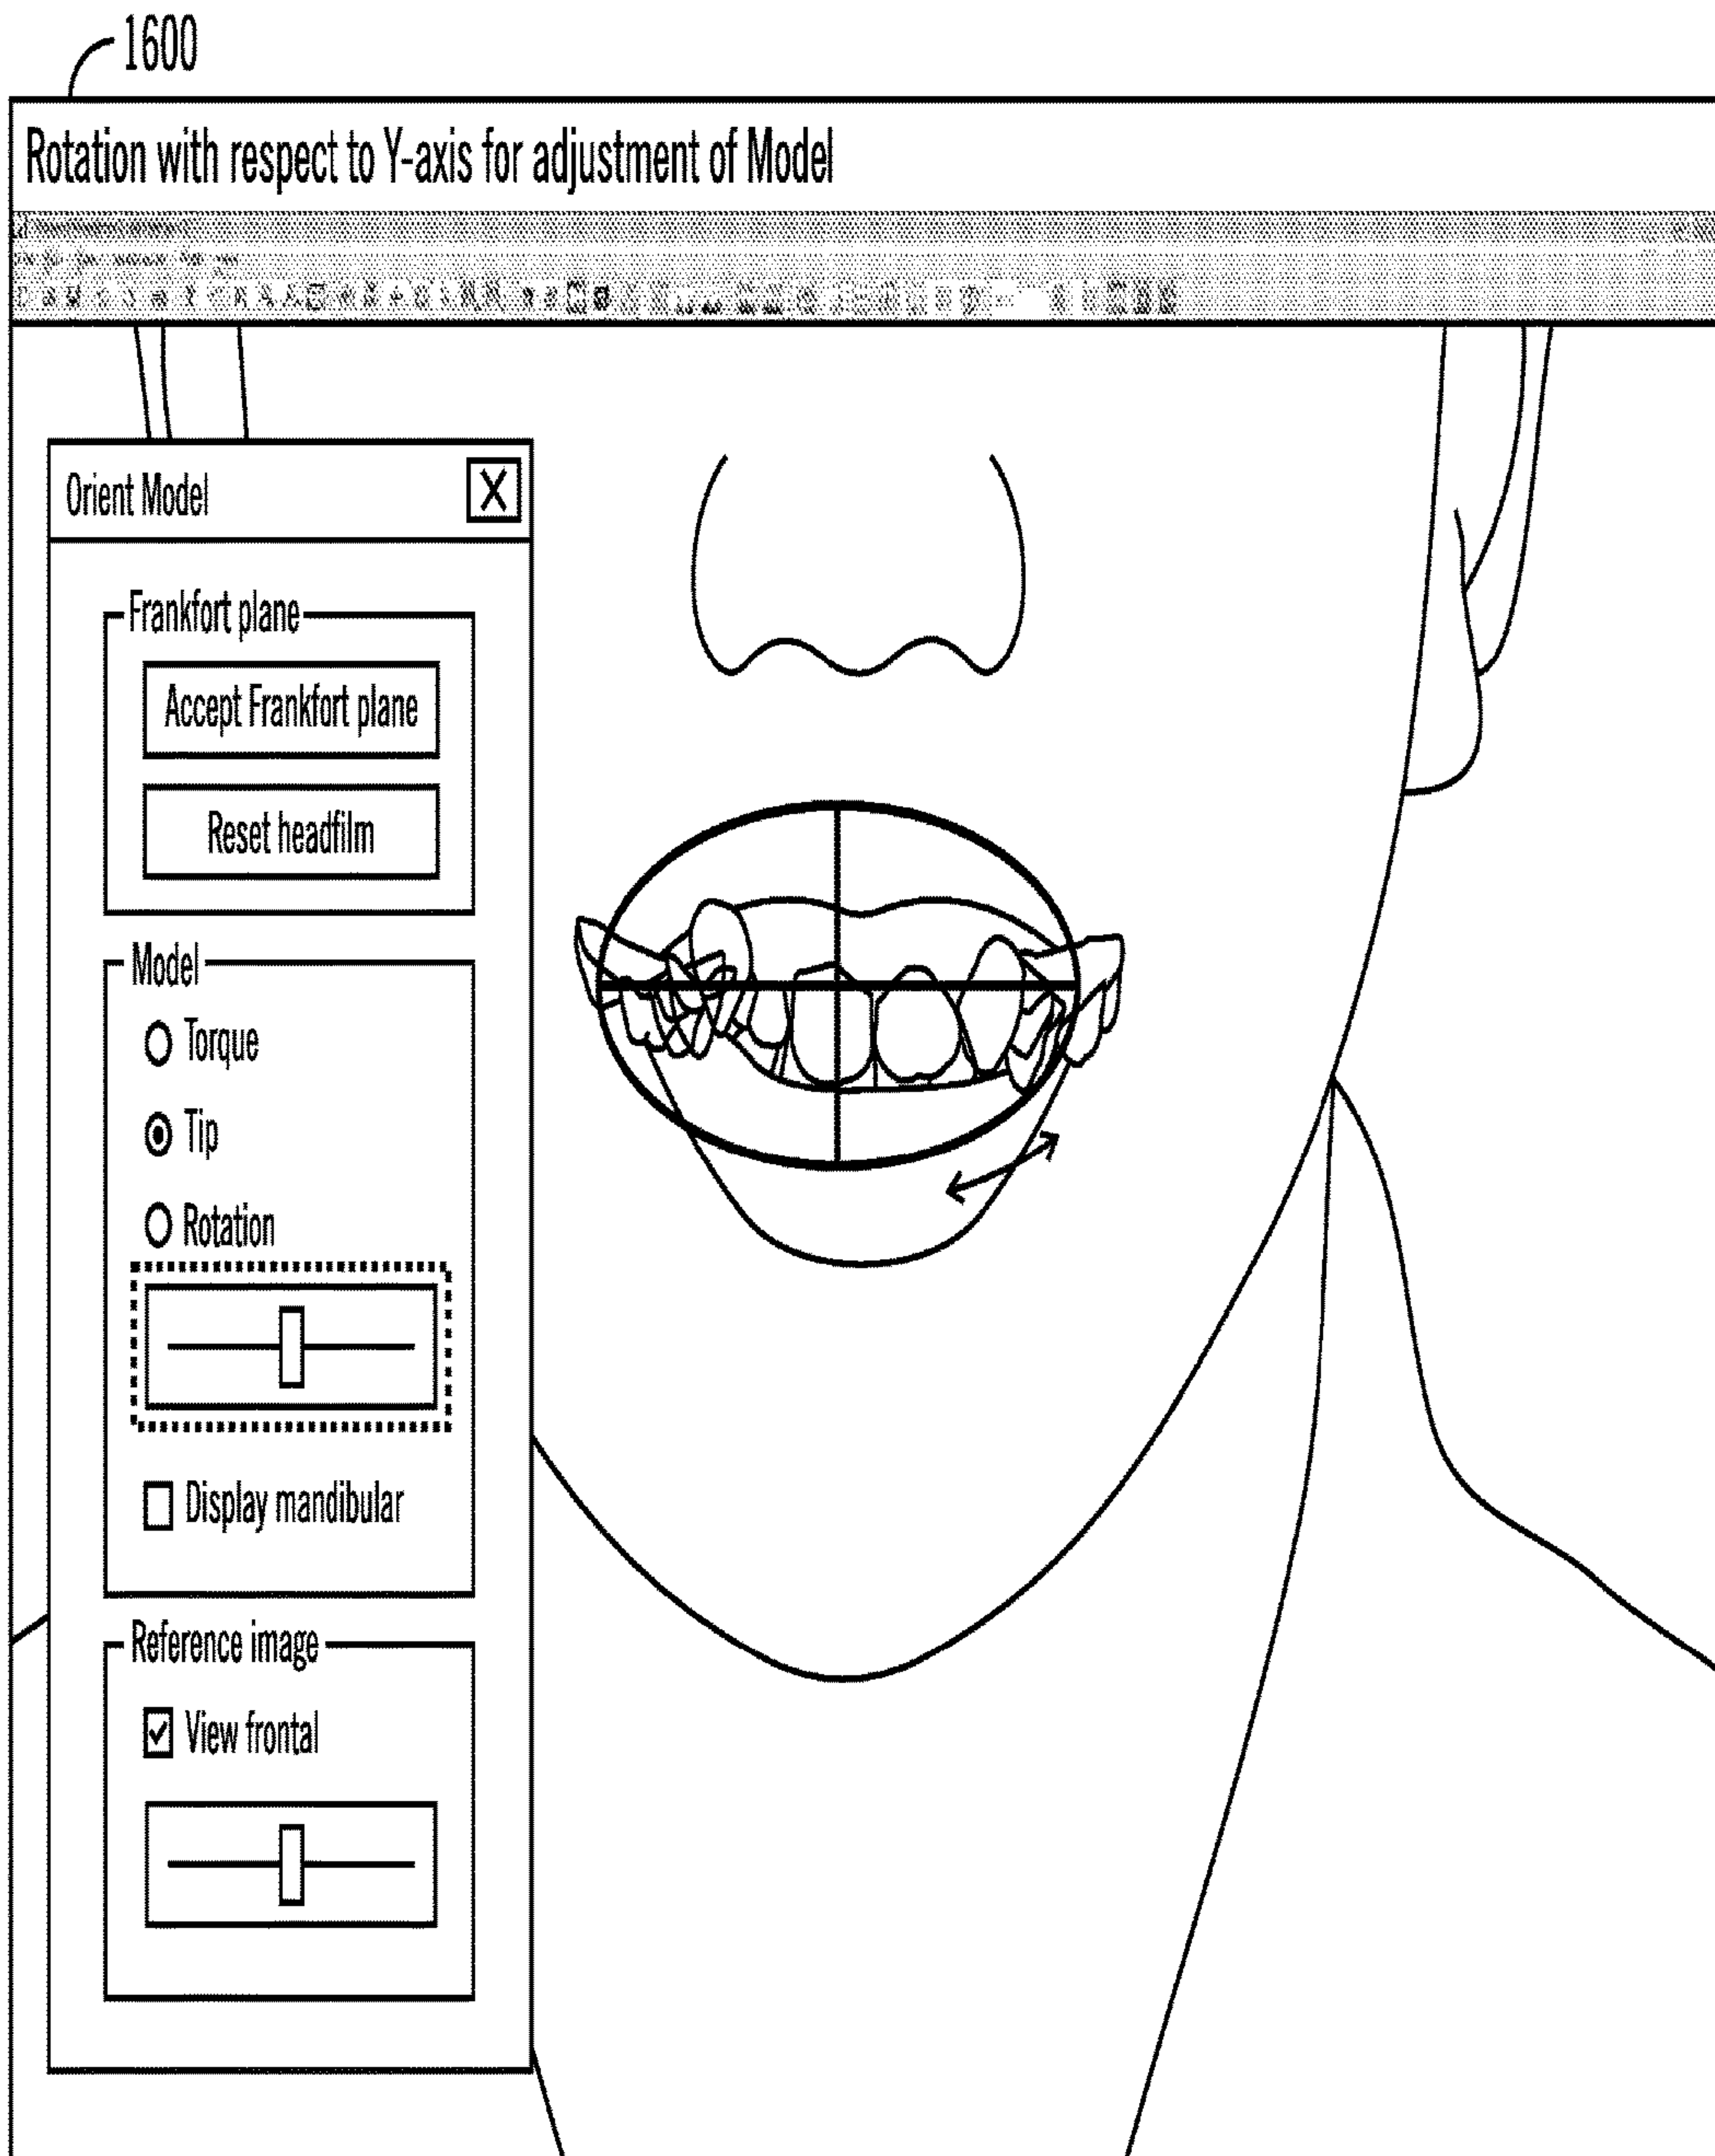 1600
Rotation with respect to Y-axis for adjustment of Model
Orient Model
X
Frankfort plane
Accept Frankfort plane
Reset headfilm
Model
Torque
Tip
Rotation
Display mandibular
Reference image
View frontal